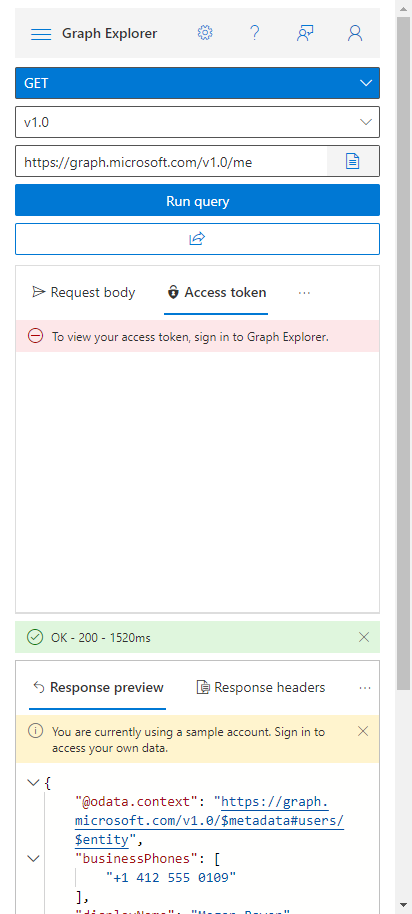 Graph Explorer
GET
v1.0
https://graph.microsoft.com/v1.0/me
Run query
Request body Access token ...
To view your access token, sign in to Graph Explorer.
OK - 200 - 1520ms
Response preview Response headers ...
You are currently using a sample account. Sign in to
access your own data.
{
"@odata.context": "https://graph.
microsoft.com/v1.0/$metadata#users/
$entity",
"businessPhones": [
"+1 412 555 0109"
],